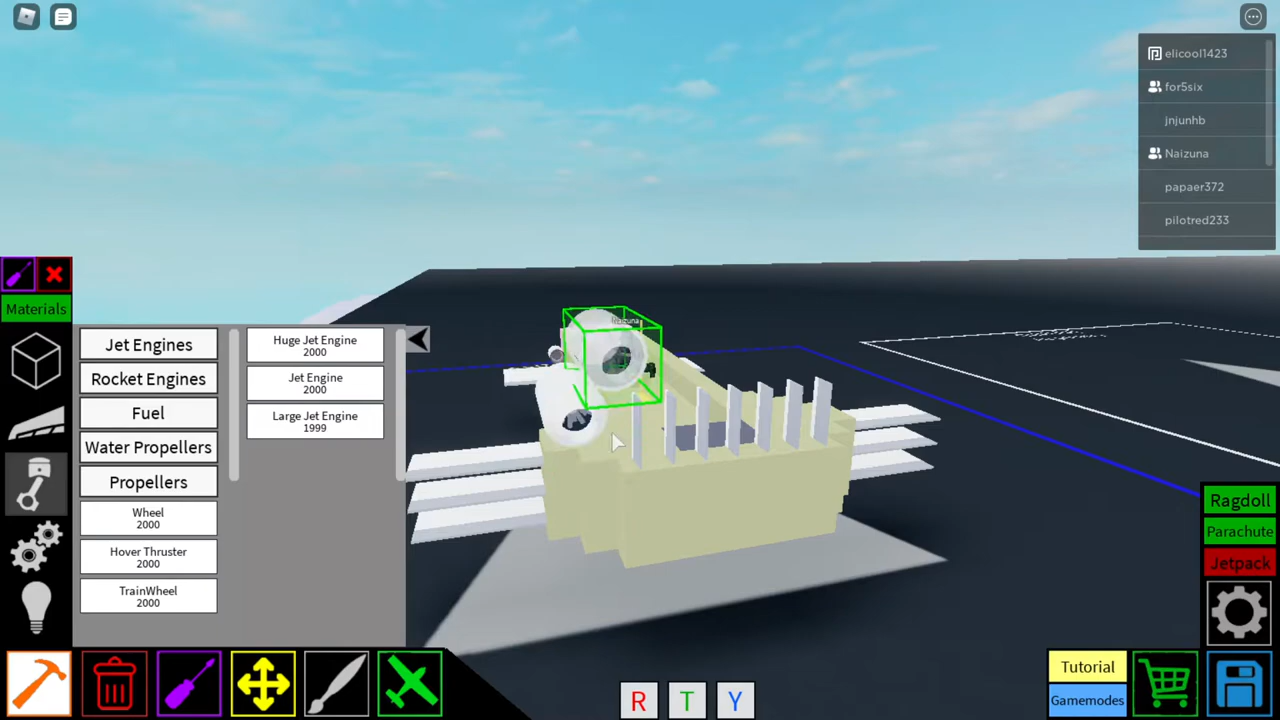 elicool1423
for5six
jnjunhb
Naizuna
papaer372
pilotred233
Materials
Jet Engines
Rocket Engines
Fuel
Water Propellers
Propellers
Wheel
2000
Hover Thruster
2000
TrainWheel
2000
Huge Jet Engine
2000
Jet Engine
2000
Large Jet Engine
1999
Naizuna
Ragdoll
Parachute
Jetpack
Tutorial
Gamemodes
R T Y